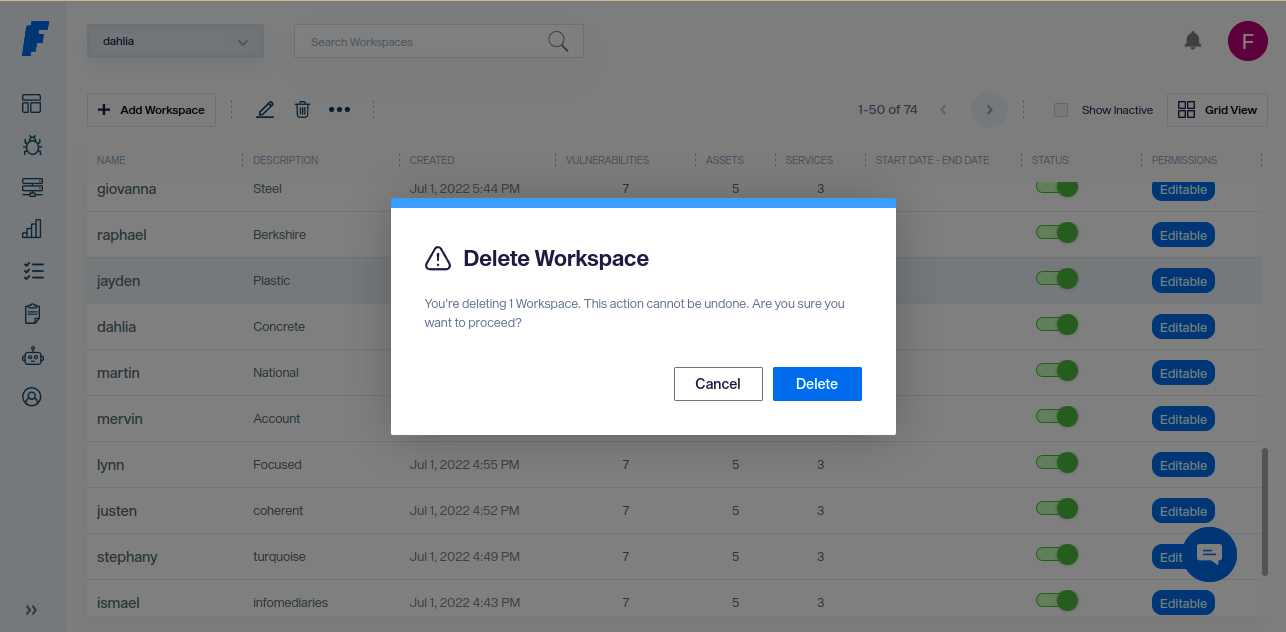 dahlia
Search Workspaces
F
Add Workspace
1-50 of 74
Show Inactive
Grid View
NAME DESCRIPTION CREATED VULNERABILITIES ASSETS SERVICES START DATE - END DATE STATUS PERMISSIONS
giovanna Steel Jul 1, 2022 5:44 PM 7 5 3 Editable
raphael Berkshire Editable
jayden Plastic Editable
dahlia Concrete Editable
martin National Editable
mervin Account Editable
lynn Focused Jul 1, 2022 4:55 PM 7 5 3 Editable
justen coherent Jul 1, 2022 4:52 PM 7 5 3 Editable
stephany turquoise Jul 1, 2022 4:49 PM 7 5 3 Edit
ismael infomediaries Jul 1, 2022 4:43 PM 7 5 3 Editable
Delete Workspace
You're deleting 1 Workspace. This action cannot be undone. Are you sure you
want to proceed?
Cancel Delete